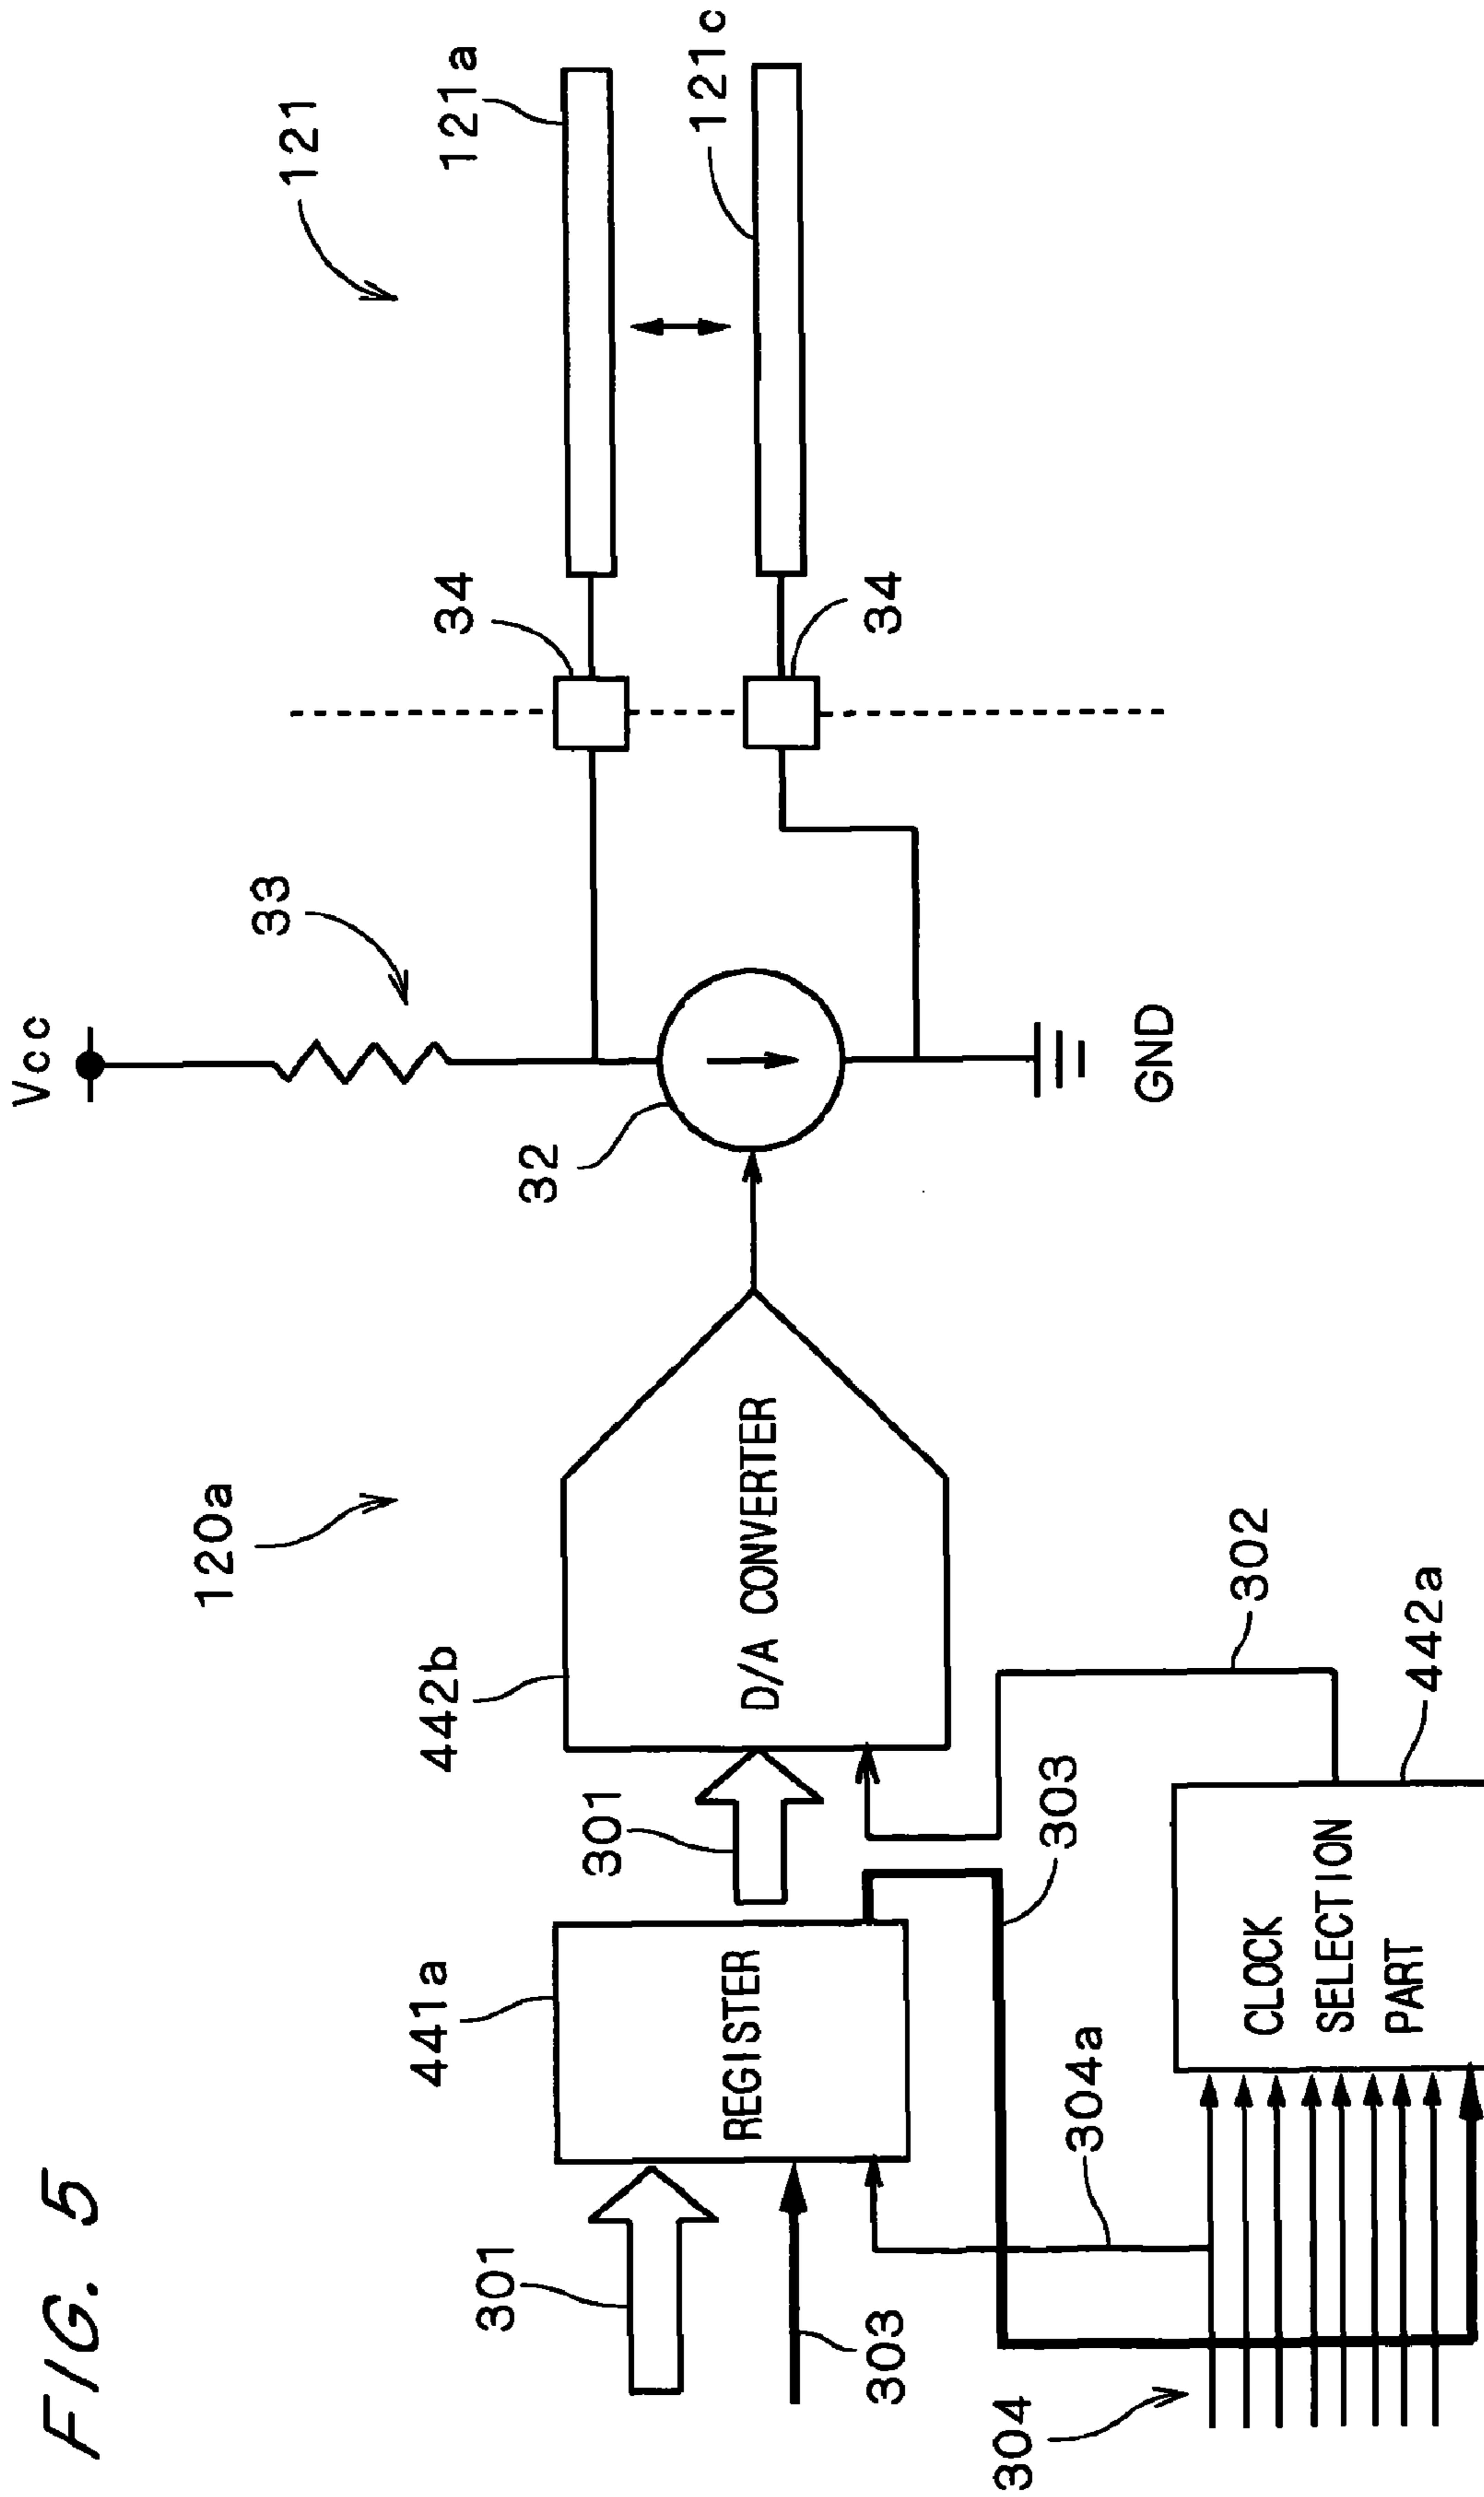 FIG. 5
120a
Vcc
33
121
121a
121c
34
34
32
GND
442b
D/A CONVERTER
301
441a
REGISTER
301
303
303
302
304a
304
442a
CLOCK
SELECTION
PART